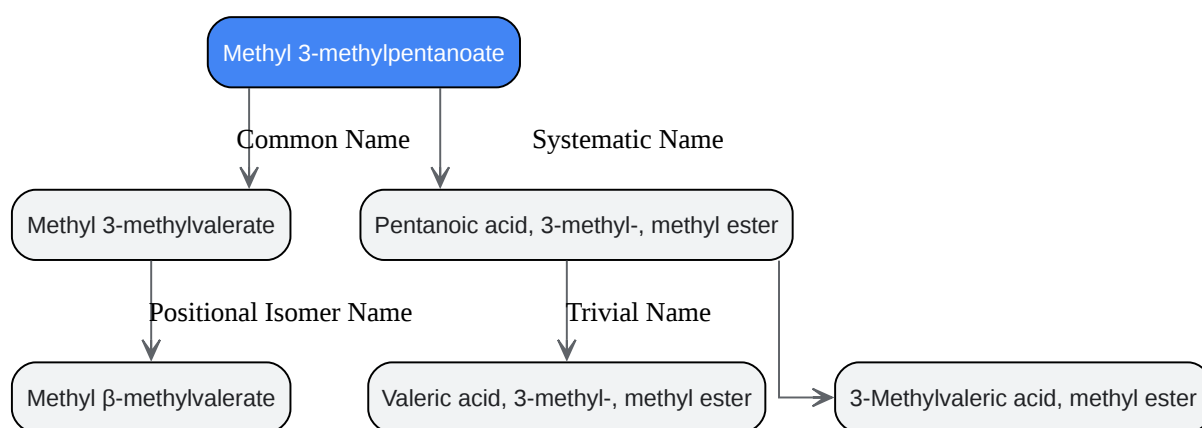 Methyl 3-methylpentanoate
Common Name
Systematic Name
Methyl 3-methylvalerate
Pentanoic acid, 3-methyl-, methyl ester
Positional Isomer Name
Trivial Name
Methyl β-methylvalerate
Valeric acid, 3-methyl-, methyl ester
3-Methylvaleric acid, methyl ester